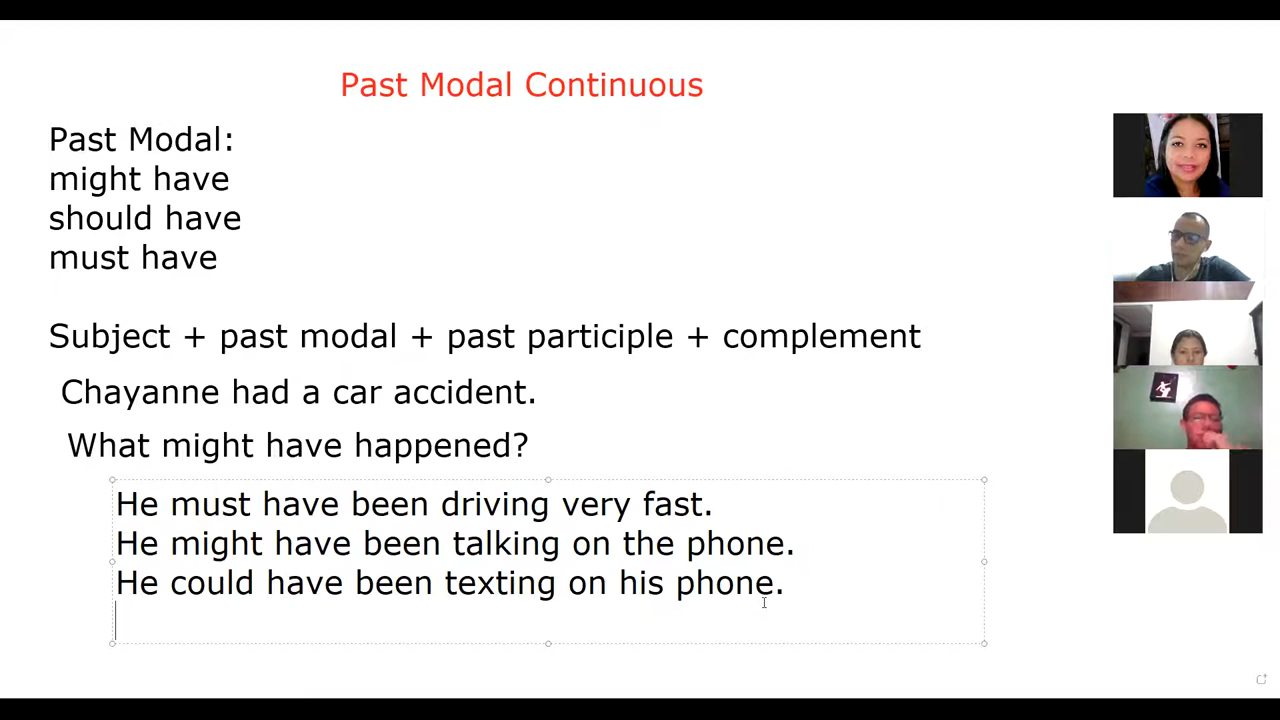 Past Modal Continuous
Past Modal:
might have
should have
must have
Subject + past modal + past participle + complement
Chayanne had a car accident.
What might have happened?
He must have been driving very fast.
He might have been talking on the phone.
He could have been texting on his phone.